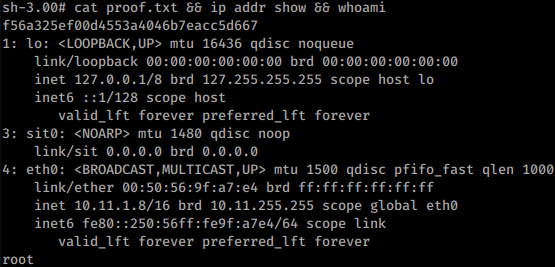 sh-3.00# cat proof.txt && ip addr show && whoami
f56a325ef00d4553a4046b7eacc5d667
1: lo: <LOOPBACK,UP> mtu 16436 qdisc noqueue
    link/loopback 00:00:00:00:00:00 brd 00:00:00:00:00:00
    inet 127.0.0.1/8 brd 127.255.255.255 scope host lo
    inet6 ::1/128 scope host
       valid_lft forever preferred_lft forever
3: sit0: <NOARP> mtu 1480 qdisc noop
    link/sit 0.0.0.0 brd 0.0.0.0
4: eth0: <BROADCAST,MULTICAST,UP> mtu 1500 qdisc pfifo_fast qlen 1000
    link/ether 00:50:56:9f:a7:e4 brd ff:ff:ff:ff:ff:ff
    inet 10.11.1.8/16 brd 10.11.255.255 scope global eth0
    inet6 fe80::250:56ff:fe9f:a7e4/64 scope link
       valid_lft forever preferred_lft forever
root